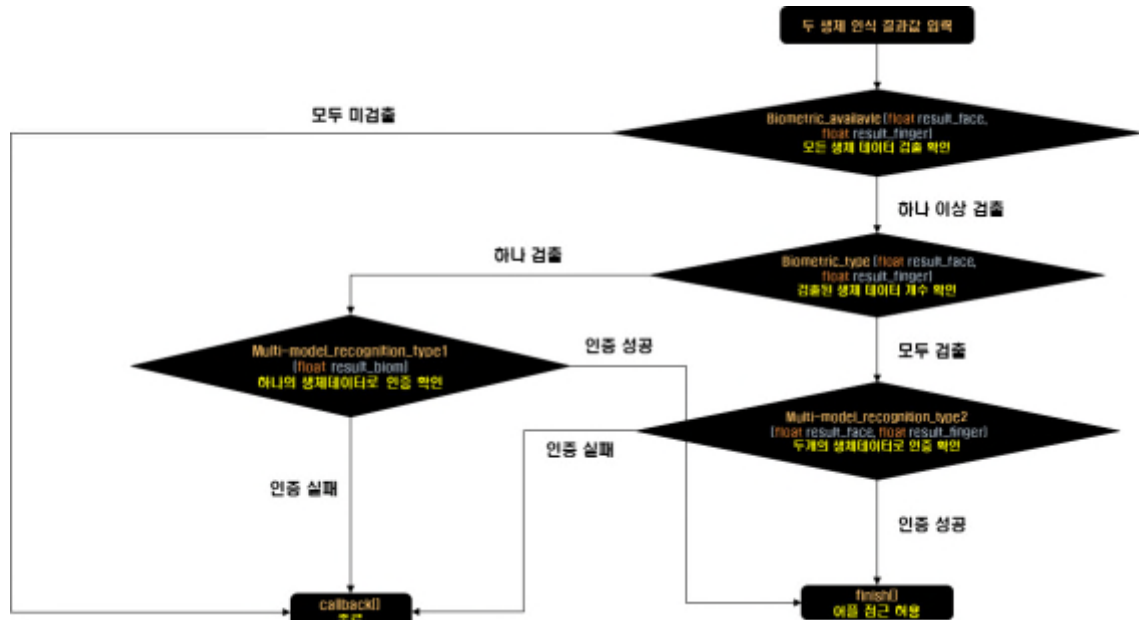 두 생체 인식 결과값 입력
모두 미검출
Biometric_availavle (float result_face,
float result_finger)
모든 생체 데이터 검출 확인
하나 이상 검출
하나 검출
Biometric_type (float result_face,
float result_finger)
검출된 생체 데이터 개수 확인
Multi-model_recognition_type1
(float result_biom)
하나의 생체데이터로 인증 확인
인증 성공
모두 검출
Multi-model_recognition_type2
(float result_face, float result_finger)
두개의 생체데이터로 인증 확인
인증 실패
인증 실패
인증 성공
callback()
finish()
어플 접근 허용